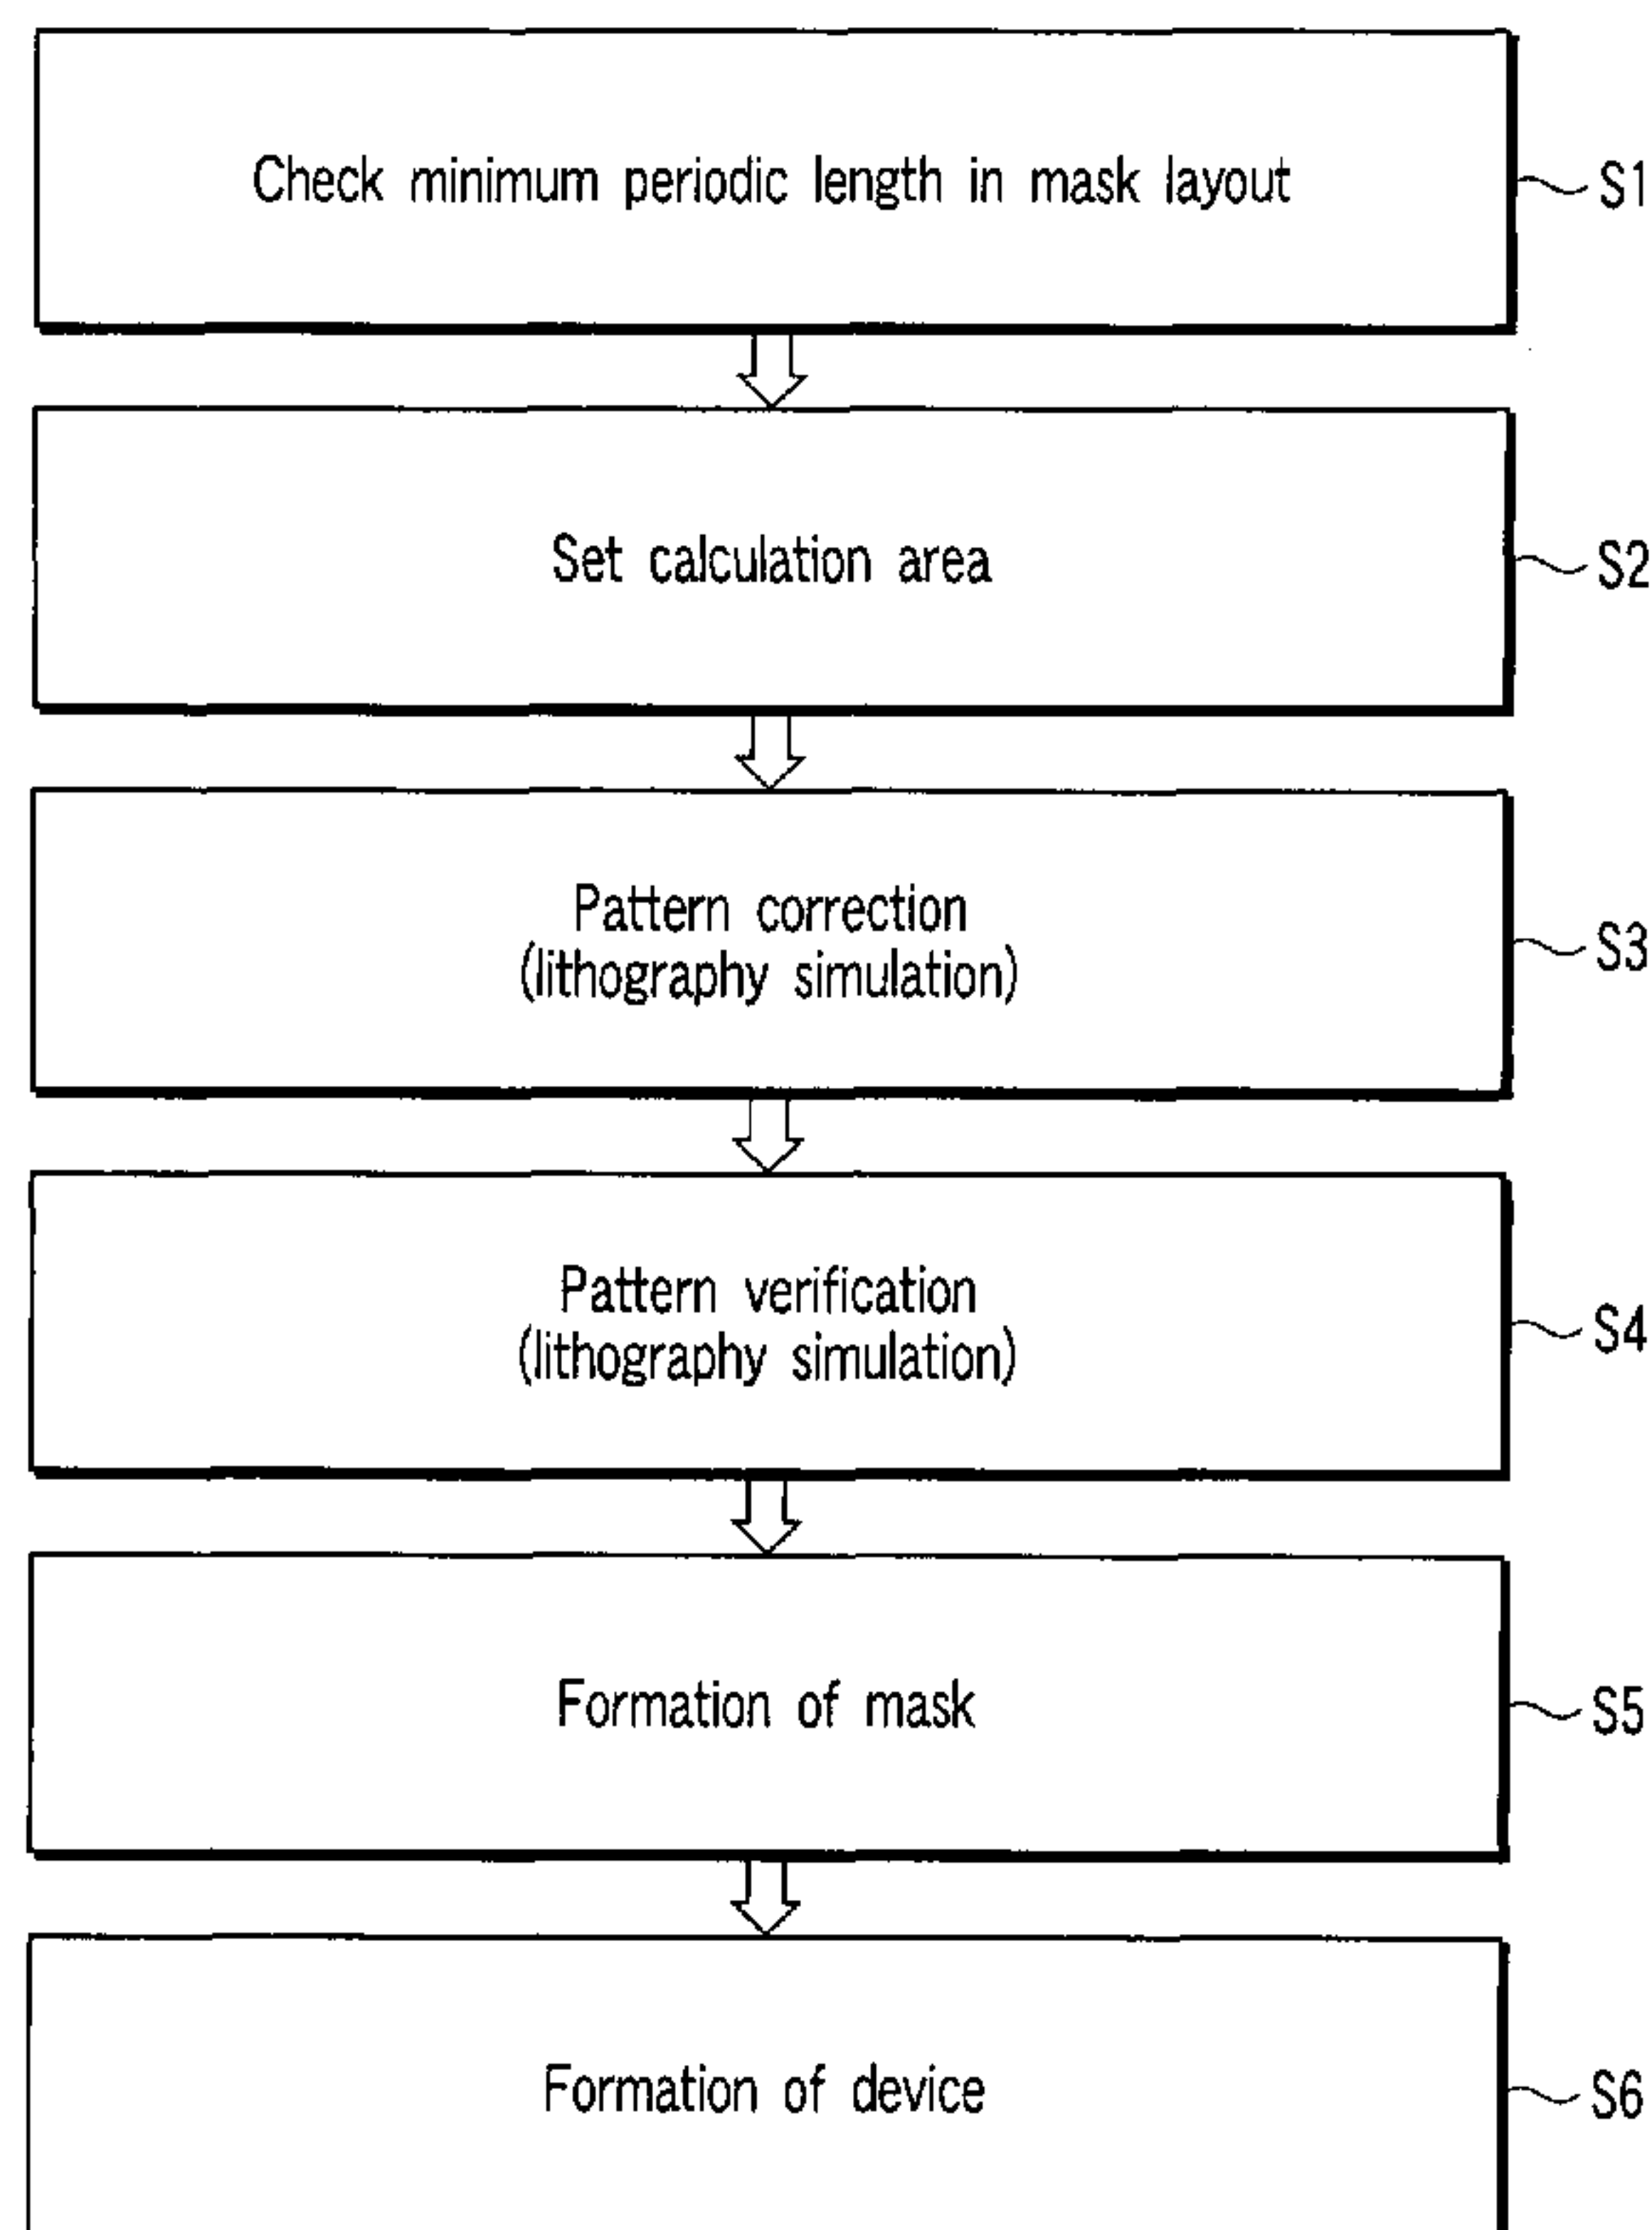 Check minimum periodic length in mask layout
S1
Set calculation area
S2
Pattern correction
(lithography simulation)
S3
Pattern verification
(lithography simulation)
S4
Formation of mask
S5
Formation of device
S6